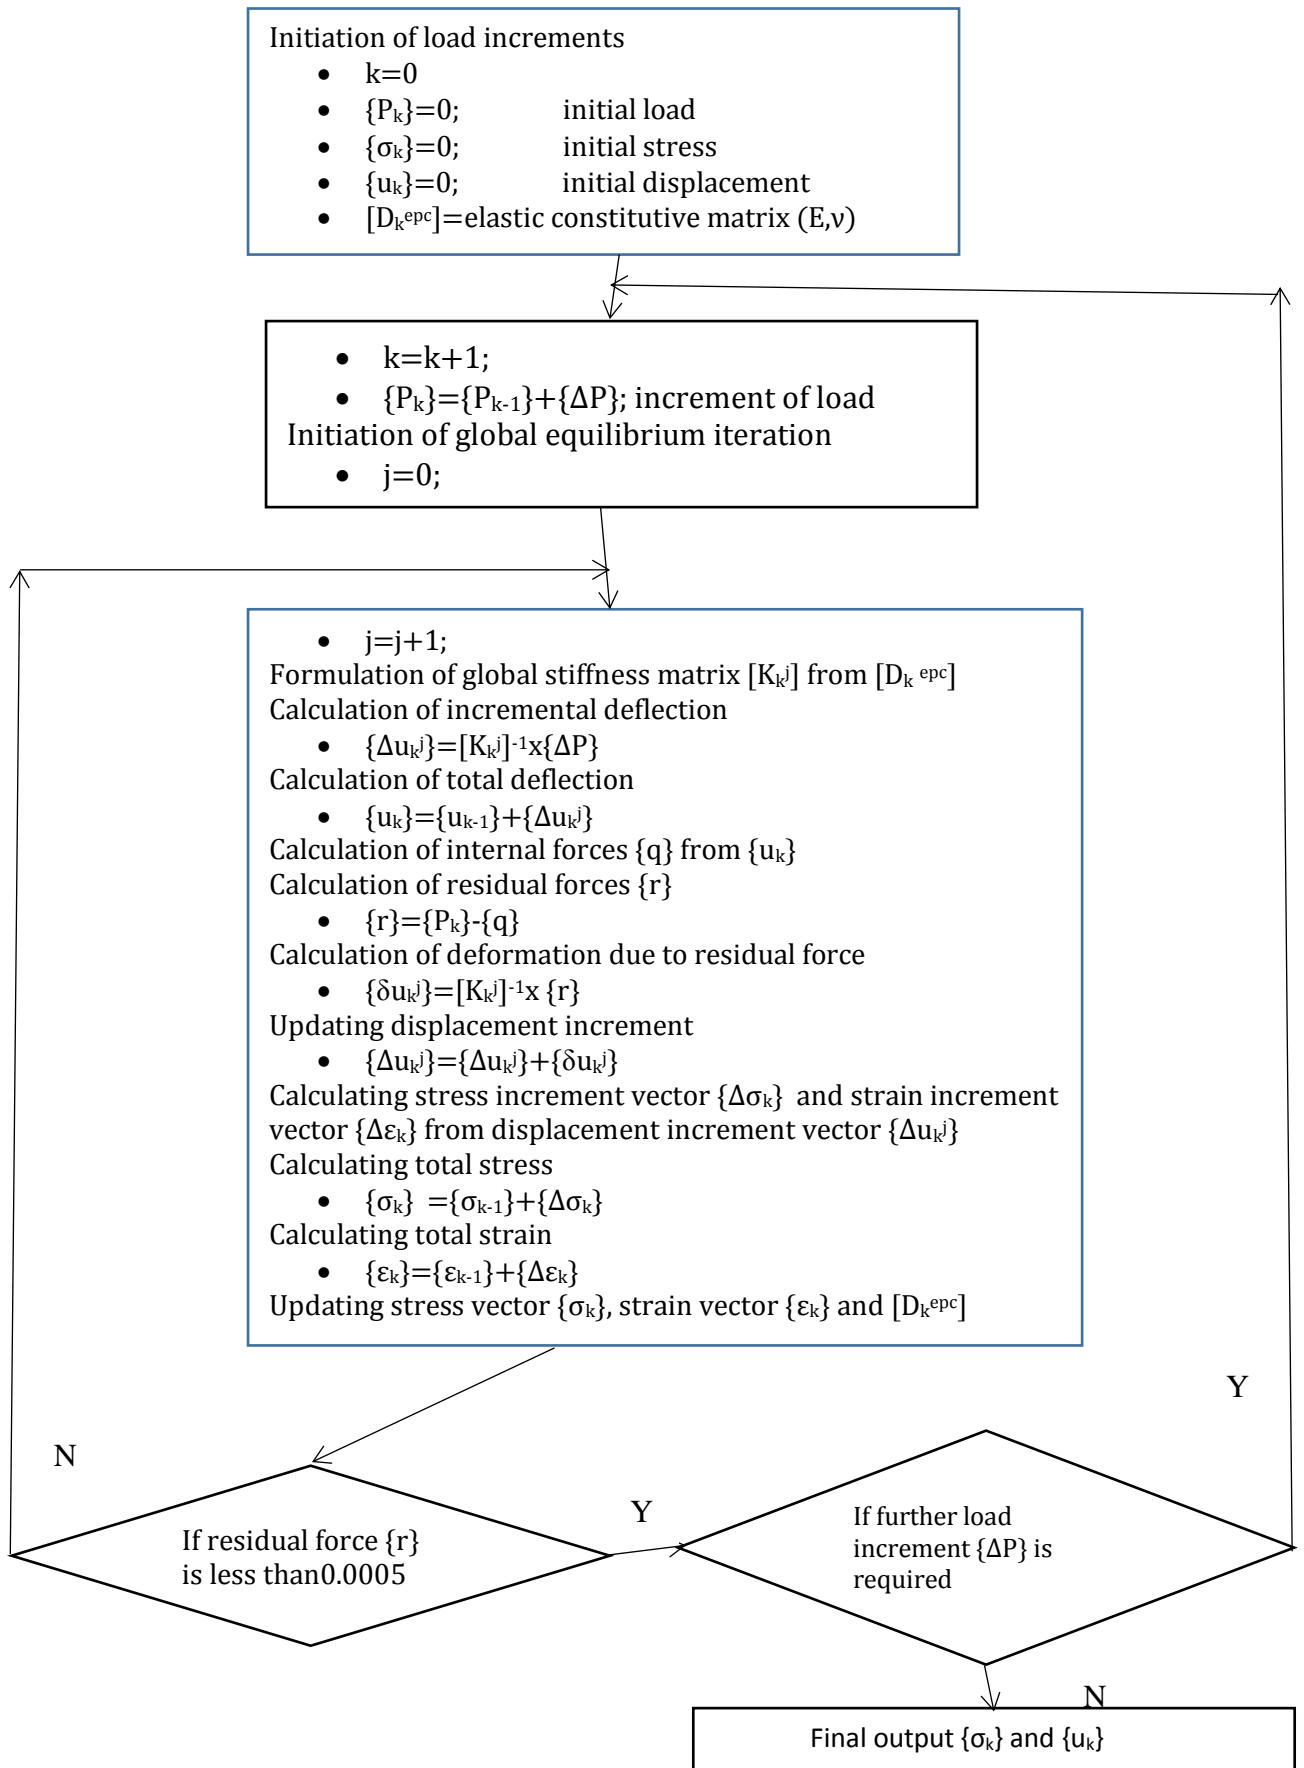 Initiation of load increments
• k=0
• {Pₖ}=0; initial load
• {σₖ}=0; initial stress
• {uₖ}=0; initial displacement
• [Dₖᵉᵖᶜ]=elastic constitutive matrix (E,ν)
• k=k+1;
• {Pₖ}={Pₖ₋₁}+{ΔP}; increment of load
Initiation of global equilibrium iteration
• j=0;
• j=j+1;
Formulation of global stiffness matrix [Kₖʲ] from [Dₖ ᵉᵖᶜ]
Calculation of incremental deflection
• {Δuₖʲ}=[Kₖʲ]⁻¹x{ΔP}
Calculation of total deflection
• {uₖ}={uₖ₋₁}+{Δuₖʲ}
Calculation of internal forces {q} from {uₖ}
Calculation of residual forces {r}
• {r}={Pₖ}-{q}
Calculation of deformation due to residual force
• {δuₖʲ}=[Kₖʲ]⁻¹x {r}
Updating displacement increment
• {Δuₖʲ}={Δuₖʲ}+{δuₖʲ}
Calculating stress increment vector {Δσₖ} and strain increment
vector {Δεₖ} from displacement increment vector {Δuₖʲ}
Calculating total stress
• {σₖ} ={σₖ₋₁}+{Δσₖ}
Calculating total strain
• {εₖ}={εₖ₋₁}+{Δεₖ}
Updating stress vector {σₖ}, strain vector {εₖ} and [Dₖᵉᵖᶜ]
Y
N
Y
If residual force {r}
is less than0.0005
If further load
increment {ΔP} is
required
N
Final output {σₖ} and {uₖ}